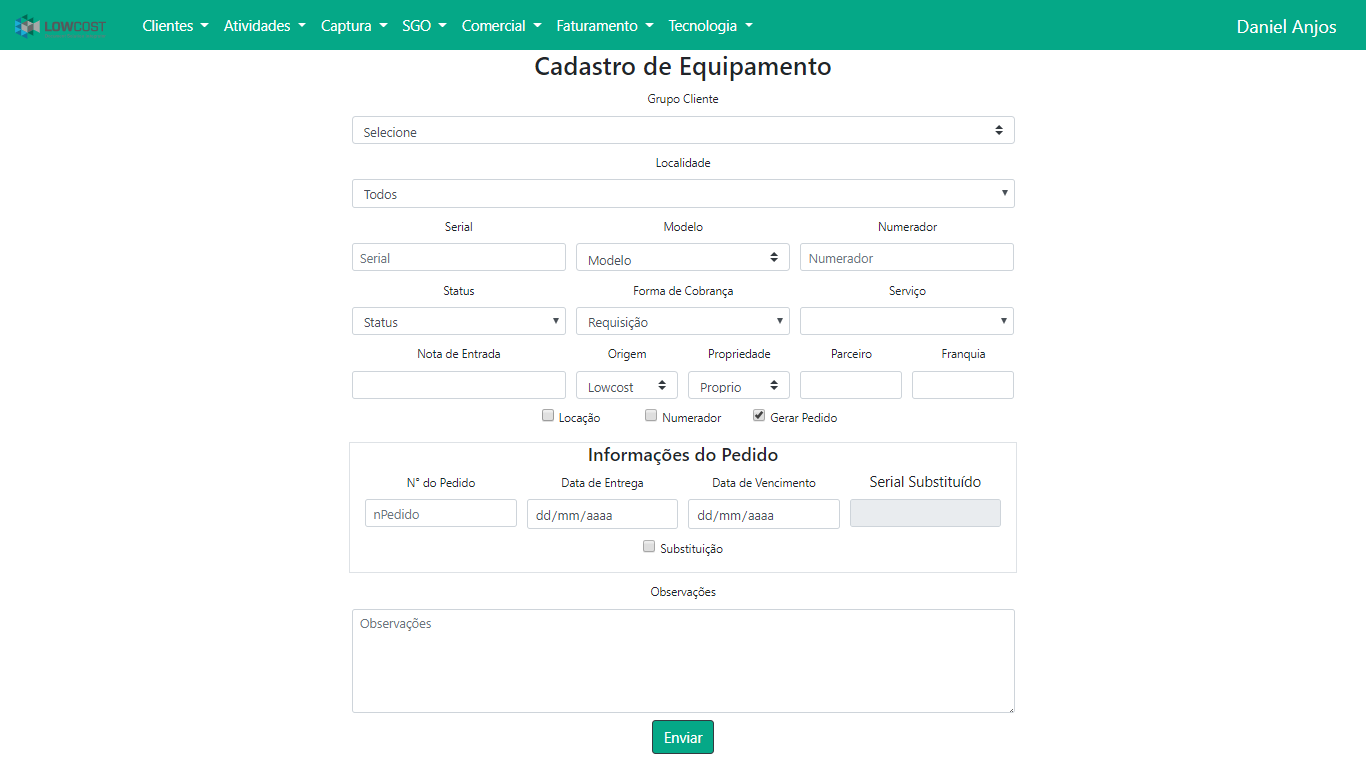 LOWCOST Clientes Atividades Captura SGO Comercial Faturamento Tecnologia Daniel Anjos
Cadastro de Equipamento
Grupo Cliente
Selecione
Localidade
Todos
Serial Modelo Numerador
Serial Modelo Numerador
Status Forma de Cobrança Serviço
Status Requisição
Nota de Entrada Origem Propriedade Parceiro Franquia
Lowcost Proprio
Locação Numerador Gerar Pedido
Informações do Pedido
N° do Pedido Data de Entrega Data de Vencimento Serial Substituído
nPedido dd/mm/aaaa dd/mm/aaaa
Substituição
Observações
Observações
Enviar